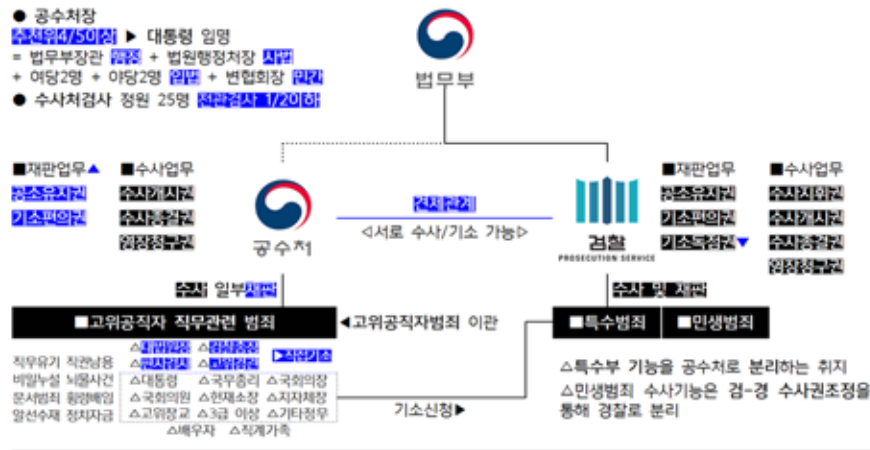 ● 공수처장
추천위4/5이상 ▶ 대통령 임명
= 법무부장관 행정 + 법원행정처장 사법
+ 여당2명 + 야당2명 입법 + 변협회장 민간
● 수사처검사 정원 25명 전관검사 1/2이하
법무부
■재판업무▲ ■수사업무
공소유지권 수사개시권
기소편의권 수사종결권
영장청구권
공수처
견제관계
◁서로 수사/기소 가능▷
검찰
PROSECUTION SERVICE
■재판업무 ■수사업무
공소유지권 수사지휘권
기소편의권 수사개시권
기소독점권▼ 수사종결권
영장청구권
수사 일부재판
수사 및 재판
■고위공직자 직무관련 범죄
◀고위공직자범죄 이관
■특수범죄 ■민생범죄
△대법원장 △검찰총장 ▶직접기소
△판사검사 △고위경관
직무유기 직권남용
비밀누설 뇌물사건 △대통령 △국무총리 △국회의장
문서범죄 횡령배임 △국회의원 △헌재소장 △지자체장
알선수재 정치자금 △고위장교 △3급 이상 △기타정무
△배우자 △직계가족
기소신청▶
△특수부 기능을 공수처로 분리하는 취지
△민생범죄 수사기능은 검-경 수사권조정을
통해 경찰로 분리